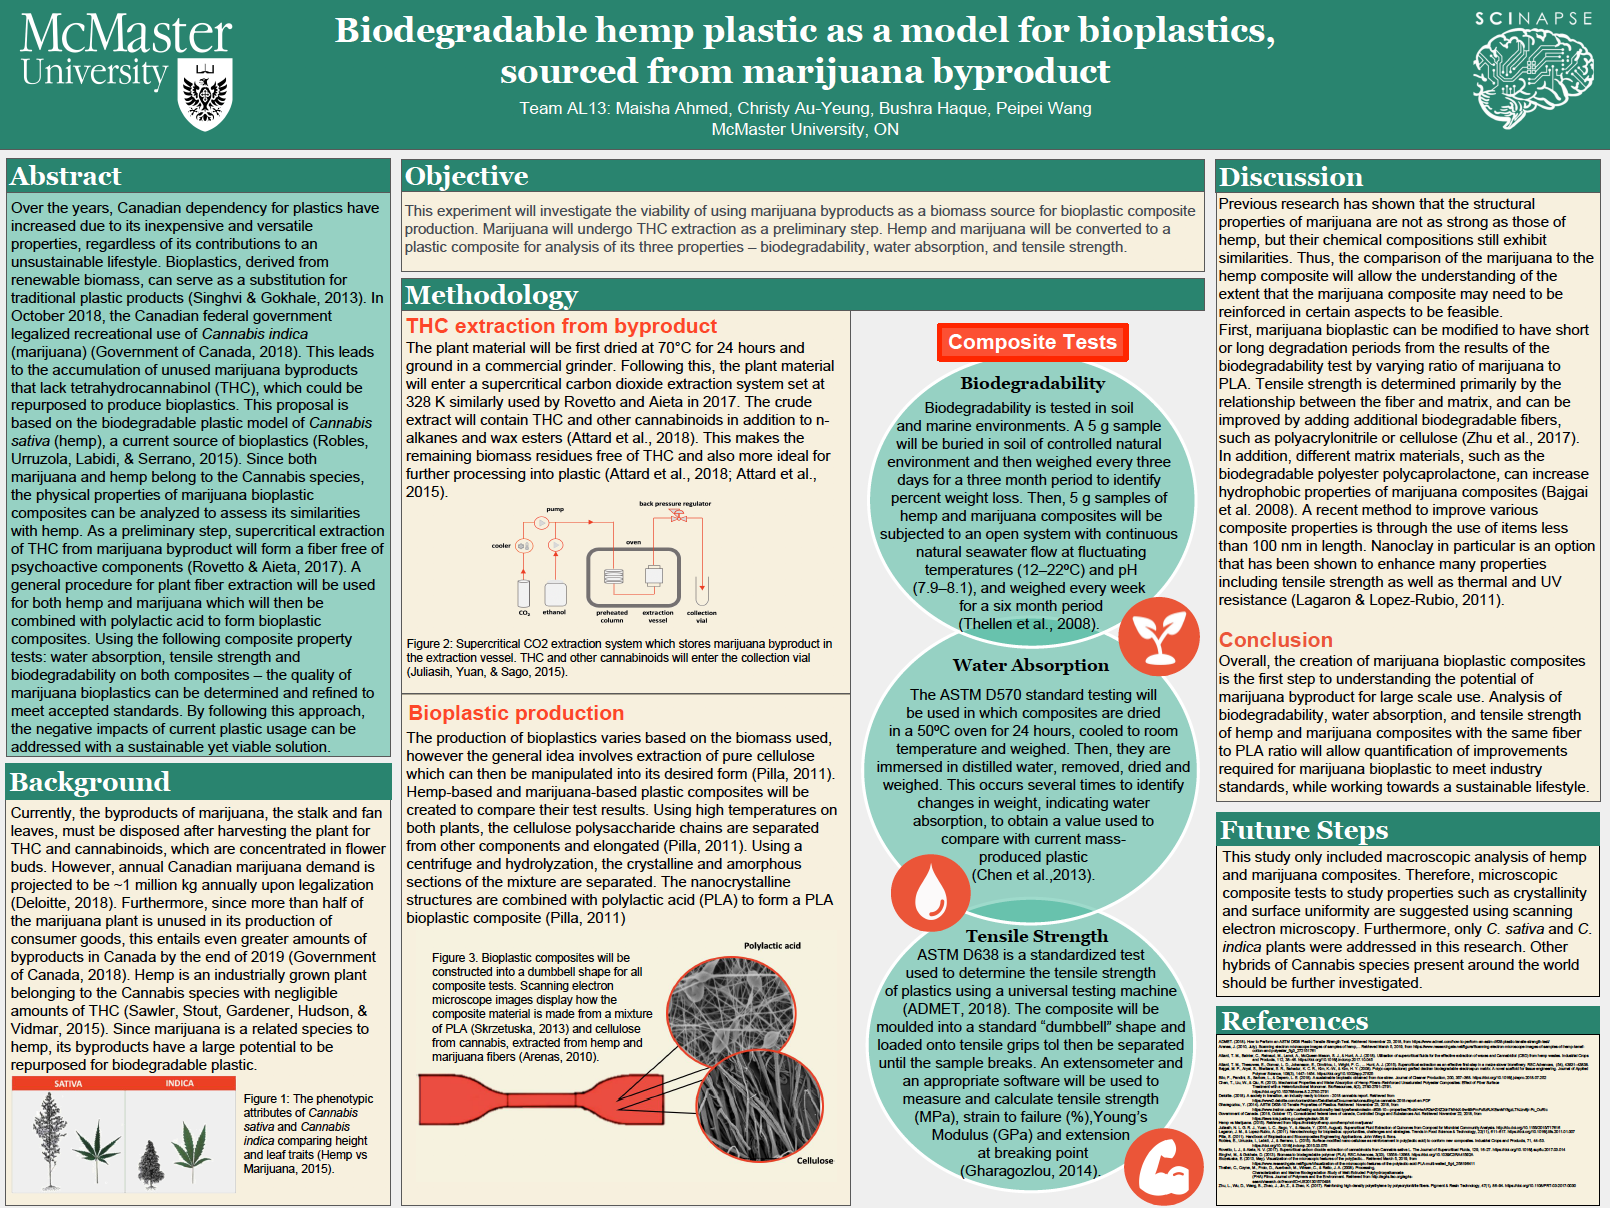 McMaster
University
Biodegradable hemp plastic as a model for bioplastics,
sourced from marijuana byproduct
Team AL13: Maisha Ahmed, Christy Au-Yeung, Bushra Haque, Peipei Wang
McMaster University, ON
SCINAPSE
Abstract
Over the years, Canadian dependency for plastics have
increased due to its inexpensive and versatile
properties, regardless of its contributions to an
unsustainable lifestyle. Bioplastics, derived from
renewable biomass, can serve as a substitution for
traditional plastic products (Singhvi & Gokhale, 2013). In
October 2018, the Canadian federal government
legalized recreational use of Cannabis indica
(marijuana) (Government of Canada, 2018). This leads
to the accumulation of unused marijuana byproducts
that lack tetrahydrocannabinol (THC), which could be
repurposed to produce bioplastics. This proposal is
based on the biodegradable plastic model of Cannabis
sativa (hemp), a current source of bioplastics (Robles,
Urruzola, Labidi, & Serrano, 2015). Since both
marijuana and hemp belong to the Cannabis species,
the physical properties of marijuana bioplastic
composites can be analyzed to assess its similarities
with hemp. As a preliminary step, supercritical extraction
of THC from marijuana byproduct will form a fiber free of
psychoactive components (Rovetto & Aieta, 2017). A
general procedure for plant fiber extraction will be used
for both hemp and marijuana which will then be
combined with polylactic acid to form bioplastic
composites. Using the following composite property
tests: water absorption, tensile strength and
biodegradability on both composites – the quality of
marijuana bioplastics can be determined and refined to
meet accepted standards. By following this approach,
the negative impacts of current plastic usage can be
addressed with a sustainable yet viable solution.
Background
Currently, the byproducts of marijuana, the stalk and fan
leaves, must be disposed after harvesting the plant for
THC and cannabinoids, which are concentrated in flower
buds. However, annual Canadian marijuana demand is
projected to be ~1 million kg annually upon legalization
(Deloitte, 2018). Furthermore, since more than half of
the marijuana plant is unused in its production of
consumer goods, this entails even greater amounts of
byproducts in Canada by the end of 2019 (Government
of Canada, 2018). Hemp is an industrially grown plant
belonging to the Cannabis species with negligible
amounts of THC (Sawler, Stout, Gardener, Hudson, &
Vidmar, 2015). Since marijuana is a related species to
hemp, its byproducts have a large potential to be
repurposed for biodegradable plastic.
SATIVA
INDICA
Figure 1: The phenotypic
attributes of Cannabis
sativa and Cannabis
indica comparing height
and leaf traits (Hemp vs
Marijuana, 2015).
Objective
This experiment will investigate the viability of using marijuana byproducts as a biomass source for bioplastic composite
production. Marijuana will undergo THC extraction as a preliminary step. Hemp and marijuana will be converted to a
plastic composite for analysis of its three properties – biodegradability, water absorption, and tensile strength.
Methodology
THC extraction from byproduct
The plant material will be first dried at 70°C for 24 hours and
ground in a commercial grinder. Following this, the plant material
will enter a supercritical carbon dioxide extraction system set at
328 K similarly used by Rovetto and Aieta in 2017. The crude
extract will contain THC and other cannabinoids in addition to n-
alkanes and wax esters (Attard et al., 2018). This makes the
remaining biomass residues free of THC and also more ideal for
further processing into plastic (Attard et al., 2018; Attard et al.,
2015).
back pressure regulator
pump
cooler
oven
CO₂
ethanol
preheated
column
extraction
vessel
collection
vial
Figure 2: Supercritical CO2 extraction system which stores marijuana byproduct in
the extraction vessel. THC and other cannabinoids will enter the collection vial
(Juliasih, Yuan, & Sago, 2015).
Bioplastic production
The production of bioplastics varies based on the biomass used,
however the general idea involves extraction of pure cellulose
which can then be manipulated into its desired form (Pilla, 2011).
Hemp-based and marijuana-based plastic composites will be
created to compare their test results. Using high temperatures on
both plants, the cellulose polysaccharide chains are separated
from other components and elongated (Pilla, 2011). Using a
centrifuge and hydrolyzation, the crystalline and amorphous
sections of the mixture are separated. The nanocrystalline
structures are combined with polylactic acid (PLA) to form a PLA
bioplastic composite (Pilla, 2011)
Figure 3. Bioplastic composites will be
constructed into a dumbbell shape for all
composite tests. Scanning electron
microscope images display how the
composite material is made from a mixture
of PLA (Skrzetuska, 2013) and cellulose
from cannabis, extracted from hemp and
marijuana fibers (Arenas, 2010).
Polylactic acid
Cellulose
Composite Tests
Biodegradability
Biodegradability is tested in soil
and marine environments. A 5 g sample
will be buried in soil of controlled natural
environment and then weighed every three
days for a three month period to identify
percent weight loss. Then, 5 g samples of
hemp and marijuana composites will be
subjected to an open system with continuous
natural seawater flow at fluctuating
temperatures (12–22ºC) and pH
(7.9–8.1), and weighed every week
for a six month period
(Thellen et al., 2008).
Water Absorption
The ASTM D570 standard testing will
be used in which composites are dried
in a 50ºC oven for 24 hours, cooled to room
temperature and weighed. Then, they are
immersed in distilled water, removed, dried and
weighed. This occurs several times to identify
changes in weight, indicating water
absorption, to obtain a value used to
compare with current mass-
produced plastic
(Chen et al.,2013).
Tensile Strength
ASTM D638 is a standardized test
used to determine the tensile strength
of plastics using a universal testing machine
(ADMET, 2018). The composite will be
moulded into a standard “dumbbell” shape and
loaded onto tensile grips tol then be separated
until the sample breaks. An extensometer and
an appropriate software will be used to
measure and calculate tensile strength
(MPa), strain to failure (%),Young’s
Modulus (GPa) and extension
at breaking point
(Gharagozlou, 2014).
Discussion
Previous research has shown that the structural
properties of marijuana are not as strong as those of
hemp, but their chemical compositions still exhibit
similarities. Thus, the comparison of the marijuana to the
hemp composite will allow the understanding of the
extent that the marijuana composite may need to be
reinforced in certain aspects to be feasible.
First, marijuana bioplastic can be modified to have short
or long degradation periods from the results of the
biodegradability test by varying ratio of marijuana to
PLA. Tensile strength is determined primarily by the
relationship between the fiber and matrix, and can be
improved by adding additional biodegradable fibers,
such as polyacrylonitrile or cellulose (Zhu et al., 2017).
In addition, different matrix materials, such as the
biodegradable polyester polycaprolactone, can increase
hydrophobic properties of marijuana composites (Bajgai
et al. 2008). A recent method to improve various
composite properties is through the use of items less
than 100 nm in length. Nanoclay in particular is an option
that has been shown to enhance many properties
including tensile strength as well as thermal and UV
resistance (Lagaron & Lopez-Rubio, 2011).
Conclusion
Overall, the creation of marijuana bioplastic composites
is the first step to understanding the potential of
marijuana byproduct for large scale use. Analysis of
biodegradability, water absorption, and tensile strength
of hemp and marijuana composites with the same fiber
to PLA ratio will allow quantification of improvements
required for marijuana bioplastic to meet industry
standards, while working towards a sustainable lifestyle.
Future Steps
This study only included macroscopic analysis of hemp
and marijuana composites. Therefore, microscopic
composite tests to study properties such as crystallinity
and surface uniformity are suggested using scanning
electron microscopy. Furthermore, only C. sativa and C.
indica plants were addressed in this research. Other
hybrids of Cannabis species present around the world
should be further investigated.
References